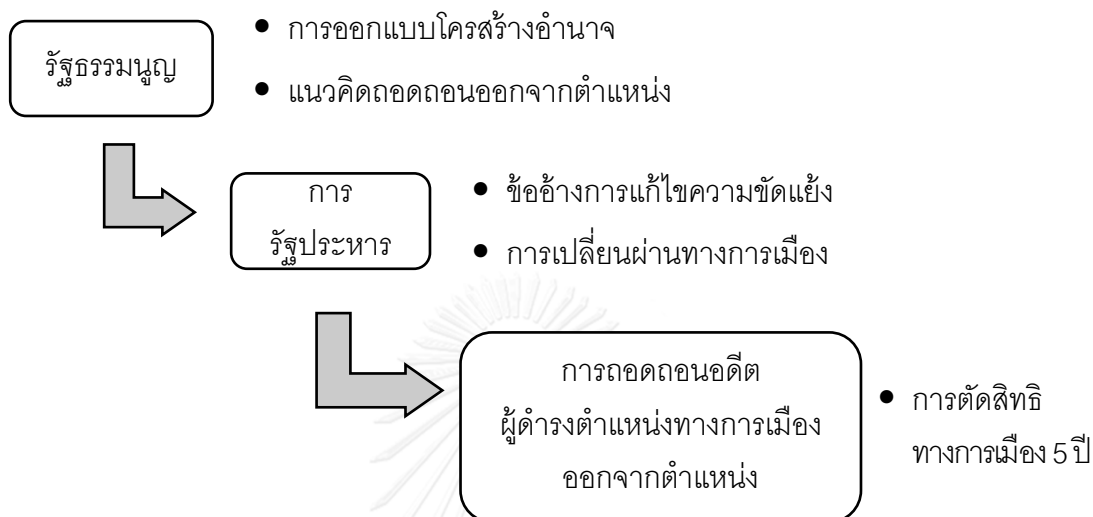 รัฐธรรมนูญ
• การออกแบบโครสร้างอำนาจ
• แนวคิดถอดถอนออกจากตำแหน่ง
การ
รัฐประหาร
• ข้ออ้างการแก้ไขความขัดแย้ง
• การเปลี่ยนผ่านทางการเมือง
การถอดถอนอดีต
ผู้ดำรงตำแหน่งทางการเมือง
ออกจากตำแหน่ง
• การตัดสิทธิ
ทางการเมือง 5 ปี